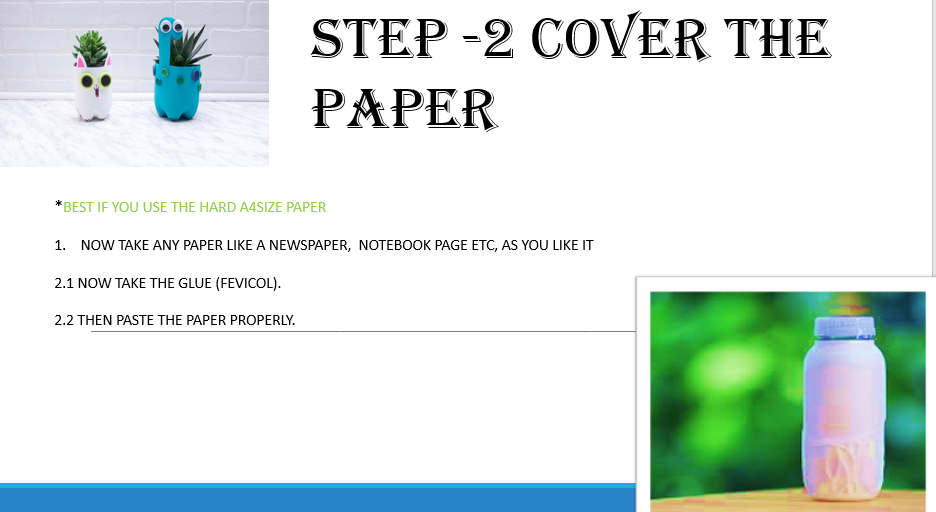 STEP -2 COVER THE
PAPER
*BEST IF YOU USE THE HARD A4SIZE PAPER
1. NOW TAKE ANY PAPER LIKE A NEWSPAPER, NOTEBOOK PAGE ETC, AS YOU LIKE IT
2.1 NOW TAKE THE GLUE (FEVICOL).
2.2 THEN PASTE THE PAPER PROPERLY.